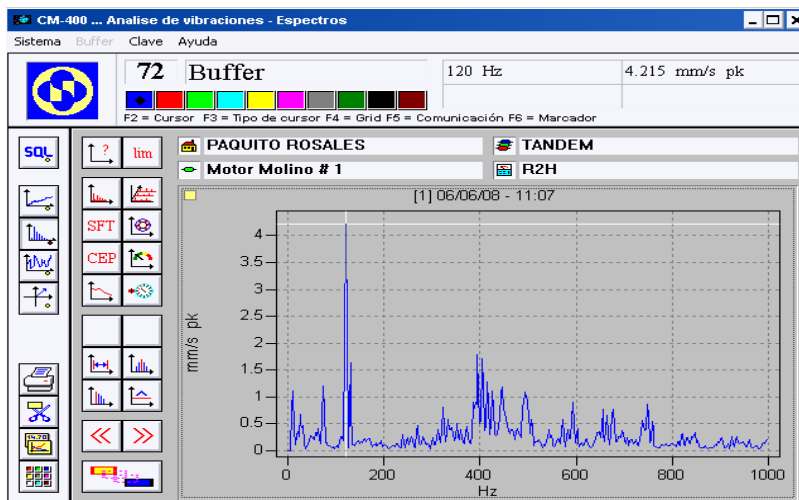 CM-400 ... Analise de vibraciones - Espectros
Sistema Buffer Clave Ayuda
72 Buffer 120 Hz 4.215 mm/s pk
F2 = Cursor F3 = Tipo de cursor F4 = Grid F5 = Comunicación F6 = Marcador
SQL ? lim PAQUITO ROSALES TANDEM
Motor Molino # 1 R2H
[1] 06/06/08 - 11:07
SFT
CEP
mm/s pk
4
3.5
3
2.5
2
1.5
1
0.5
0
0 200 400 600 800 1000
Hz
<< >>
14.70